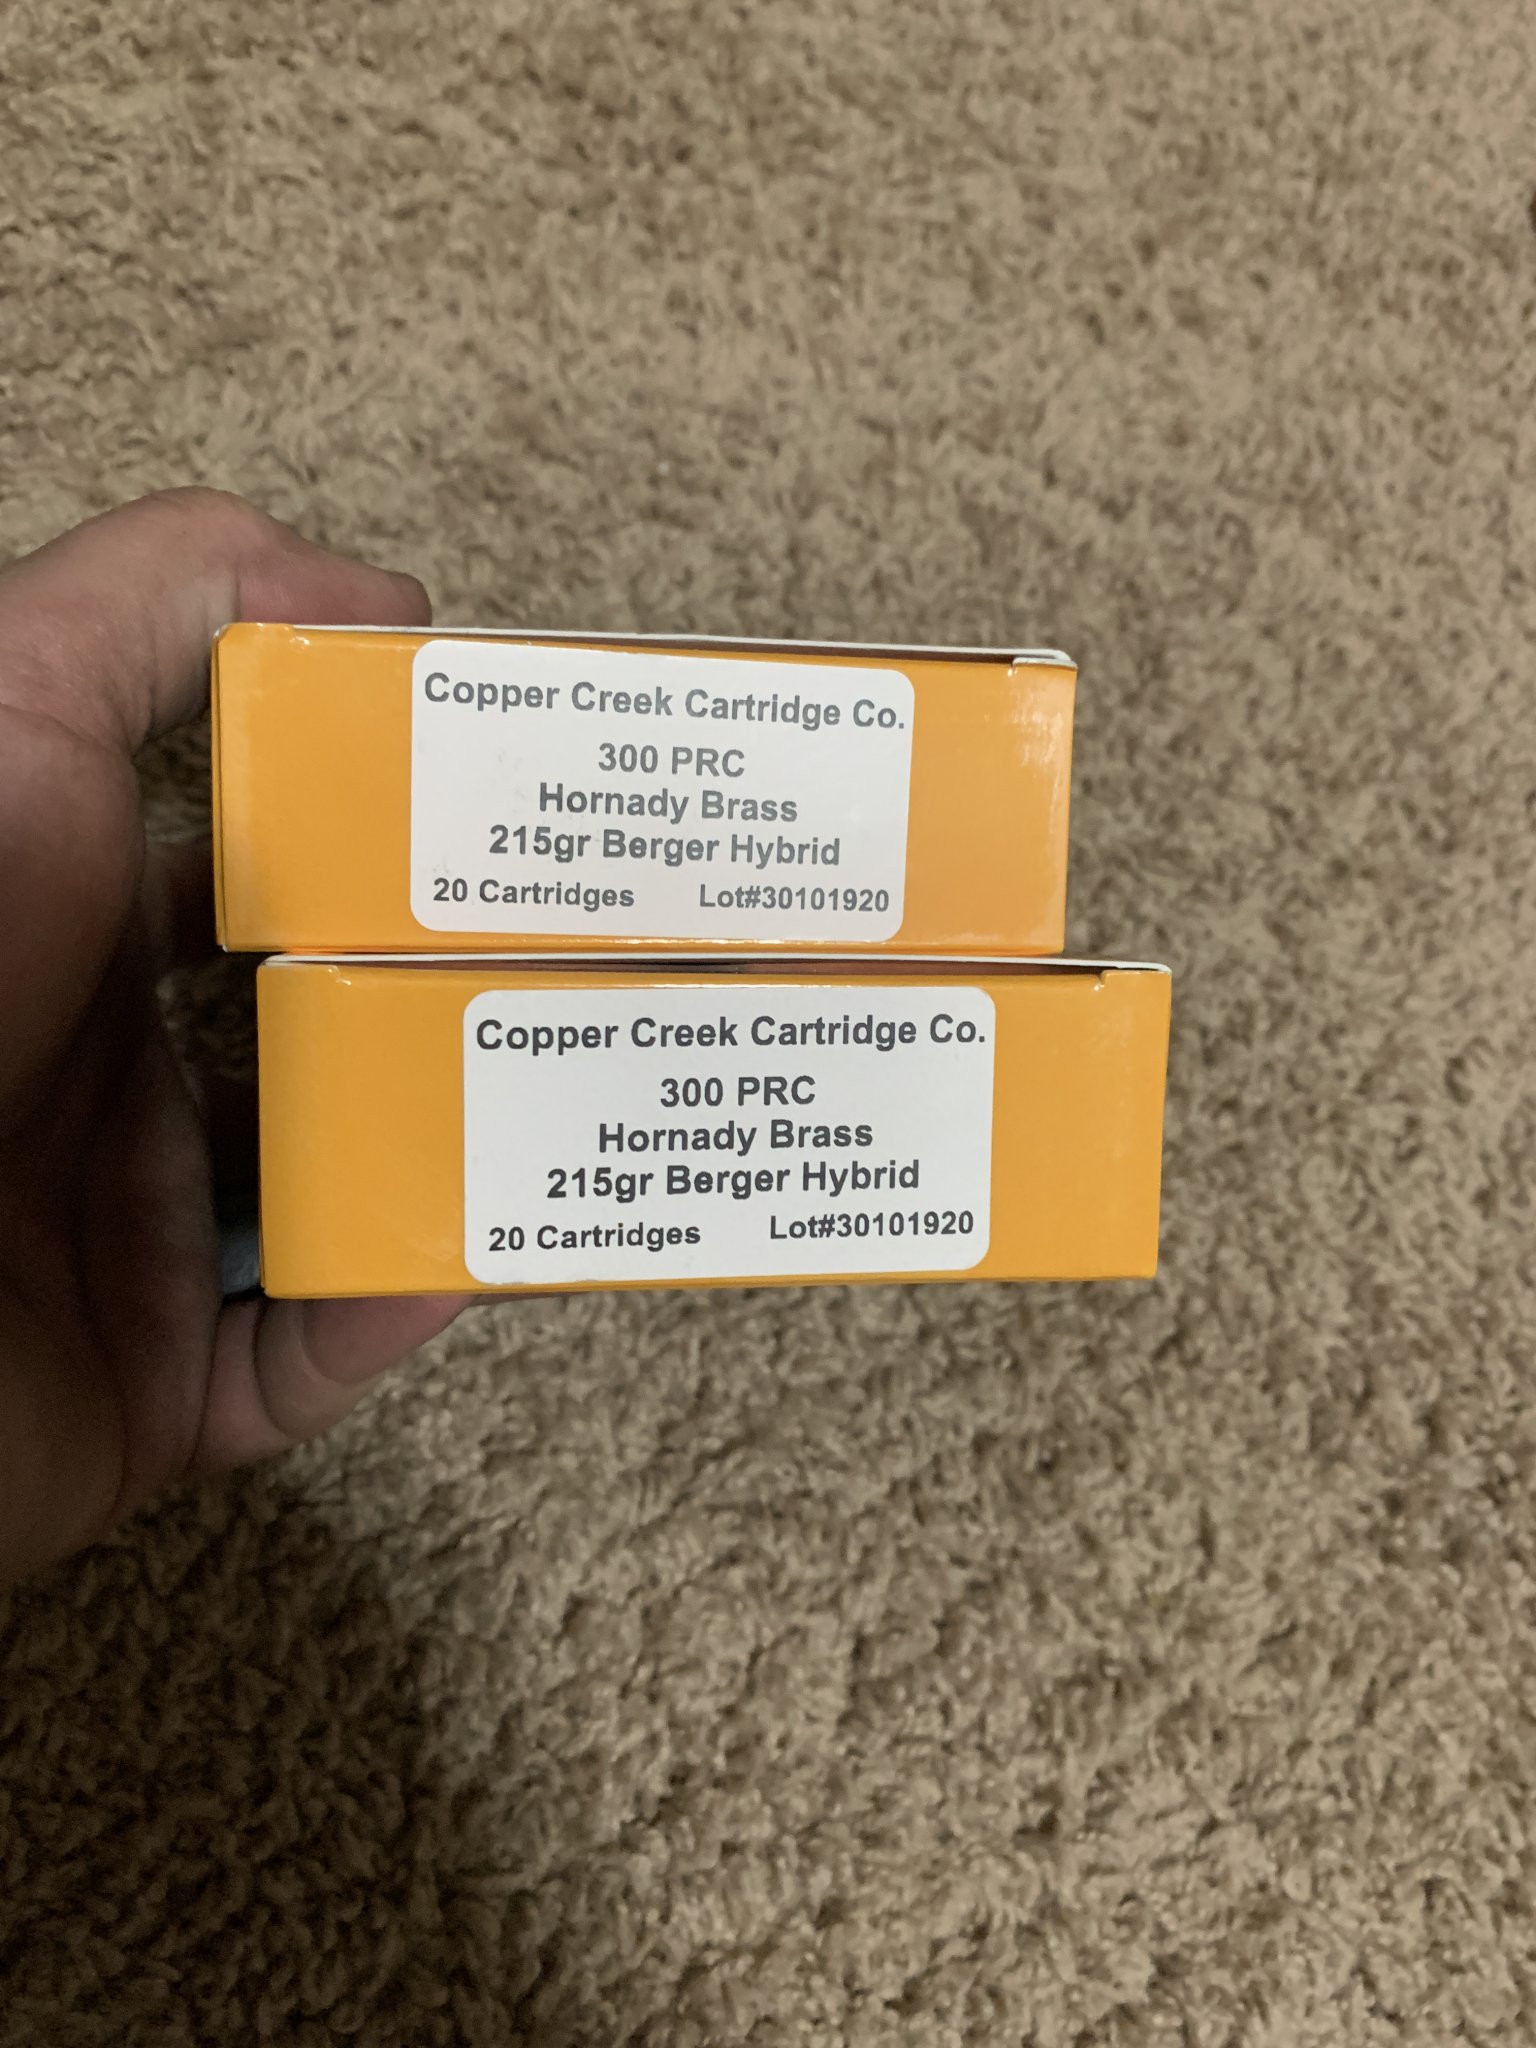 Copper Creek Cartridge Co.
300 PRC
Hornady Brass
215gr Berger Hybrid
20 Cartridges Lot#30101920
Copper Creek Cartridge Co.
300 PRC
Hornady Brass
215gr Berger Hybrid
20 Cartridges Lot#30101920